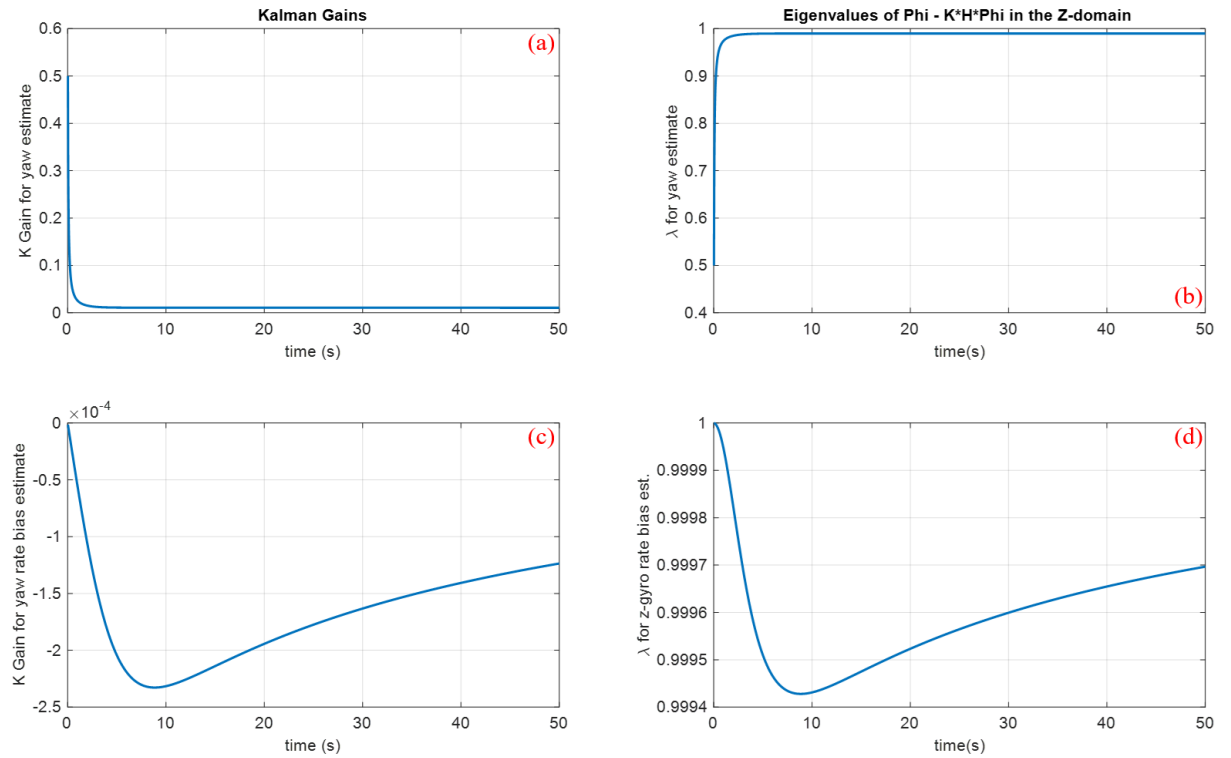 Kalman Gains
0.6
0.5
0.4
0.3
0.2
0.1
0
K Gain for yaw estimate
(a)
0 10 20 30 40 50
time (s)
Eigenvalues of Phi - K*H*Phi in the Z-domain
1
0.9
0.8
0.7
0.6
0.5
0.4
λ for yaw estimate
(b)
0 10 20 30 40 50
time(s)
×10-4
0
-0.5
-1
-1.5
-2
-2.5
K Gain for yaw rate bias estimate
(c)
0 10 20 30 40 50
time (s)
1
0.9999
0.9998
0.9997
0.9996
0.9995
0.9994
λ for z-gyro rate bias est.
(d)
0 10 20 30 40 50
time(s)